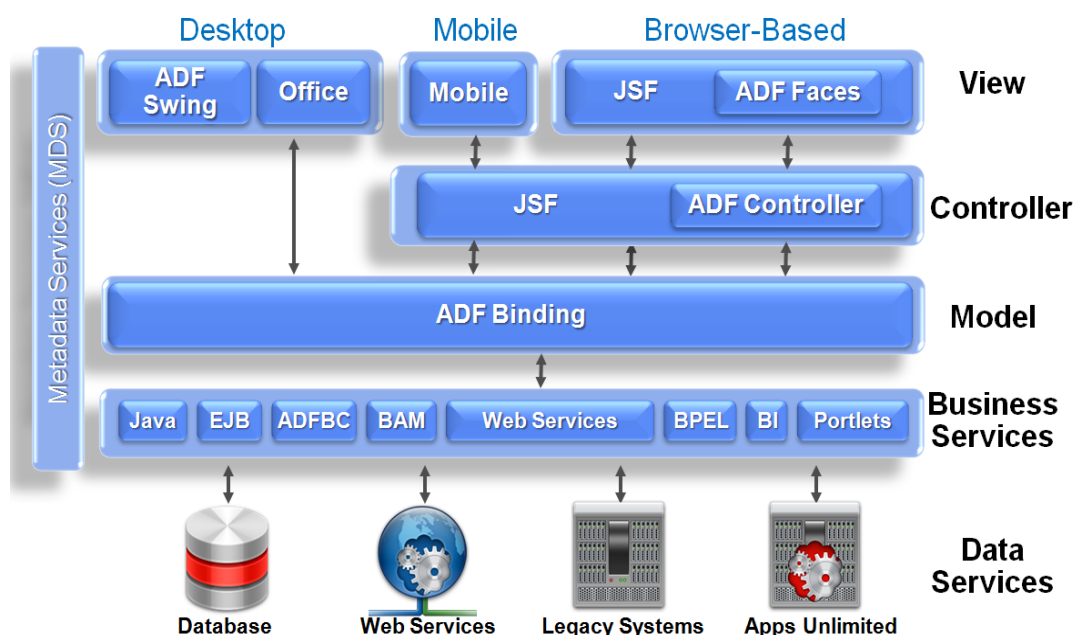 Desktop
Mobile
Browser-Based
ADF
Swing
Office
Mobile
JSF
ADF Faces
View
Metadata Services (MDS)
JSF
ADF Controller
Controller
ADF Binding
Model
Java
EJB
ADFBC
BAM
Web Services
BPEL
BI
Portlets
Business
Services
Data
Services
Database
Web Services
Legacy Systems
Apps Unlimited